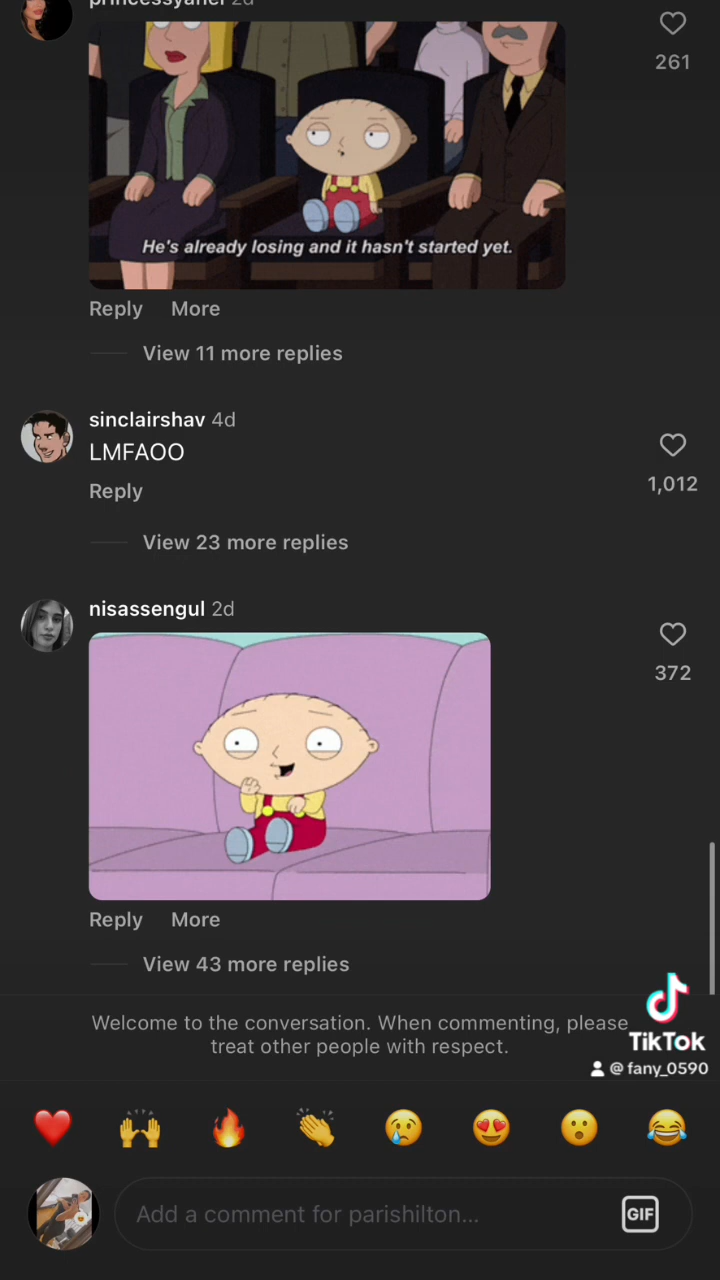 princessyanei 2d
261
He's already losing and it hasn't started yet.
Reply More
View 11 more replies
sinclairshav 4d
LMFAOO
1,012
Reply
View 23 more replies
nisassengul 2d
372
Reply More
View 43 more replies
Welcome to the conversation. When commenting, please
treat other people with respect.
TikTok
@ fany_0590
Add a comment for parishilton...
GIF